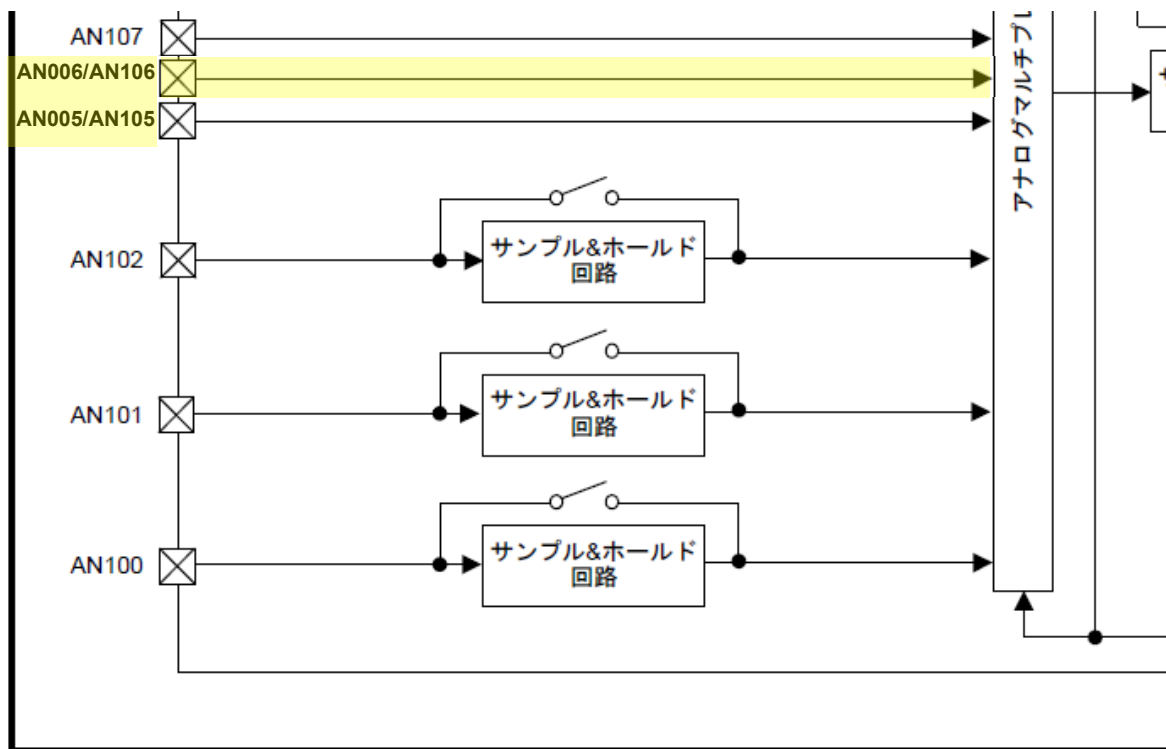 AN107
AN006/AN106
AN005/AN105
アナログマルチプレ
AN102
サンプル&ホールド
回路
AN101
サンプル&ホールド
回路
AN100
サンプル&ホールド
回路